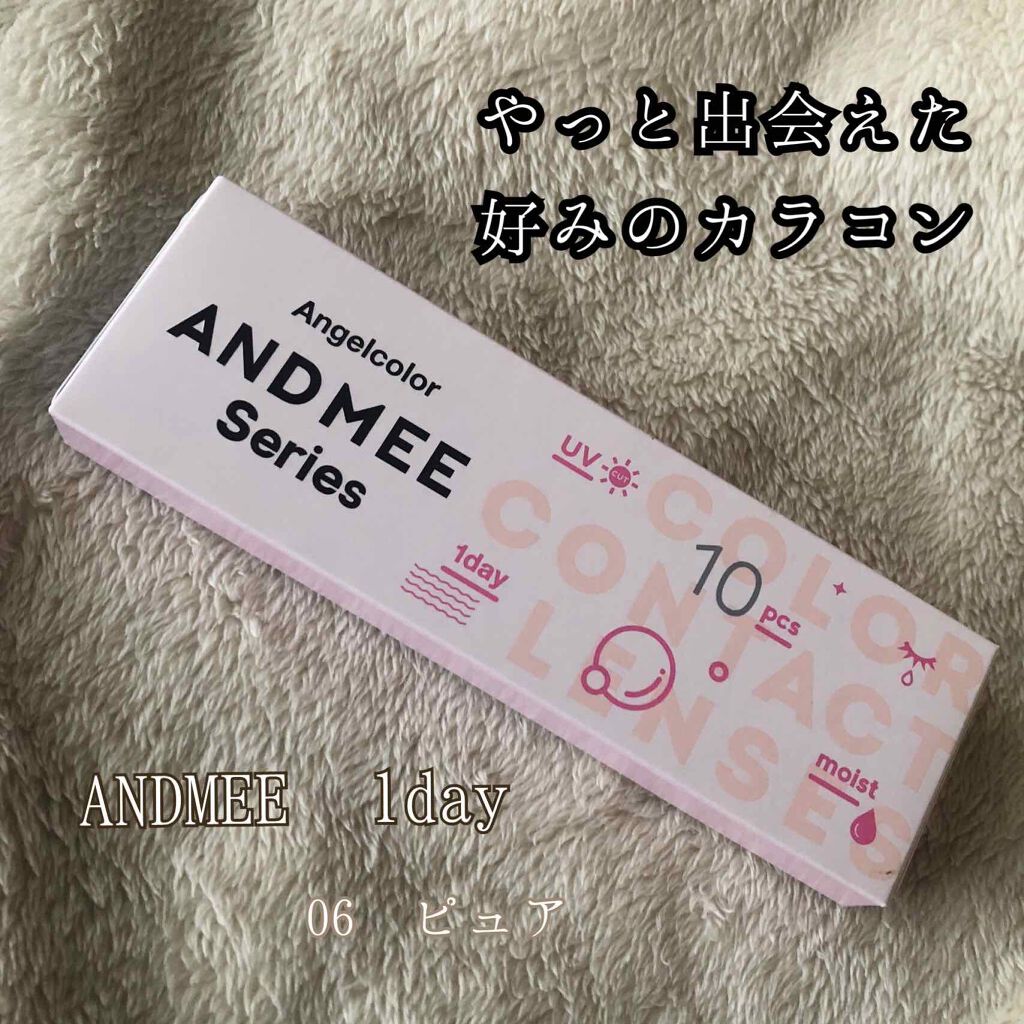 やっと出会えた
好みのカラコン
Angelcolor
ANDMEE
Series
UV CUT
1day
10 pcs
COLOR
CONTACT
LENSES
moist
ANDMEE 1day
06 ピュア